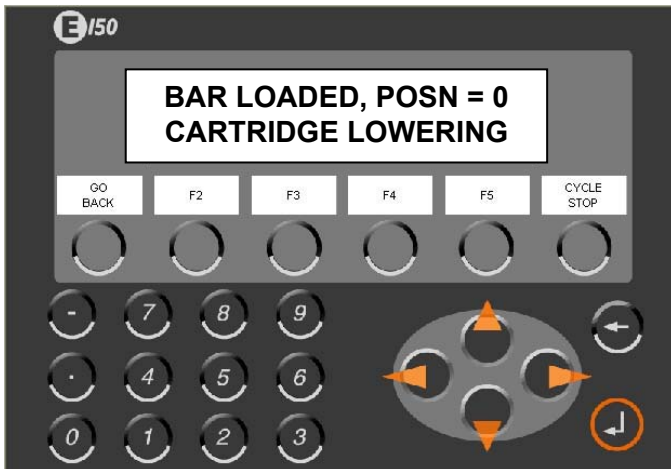 E150
BAR LOADED, POSN = 0
CARTRIDGE LOWERING
GO
BACK
F2
F3
F4
F5
CYCLE
STOP
- 7 8 9
. 4 5 6
0 1 2 3